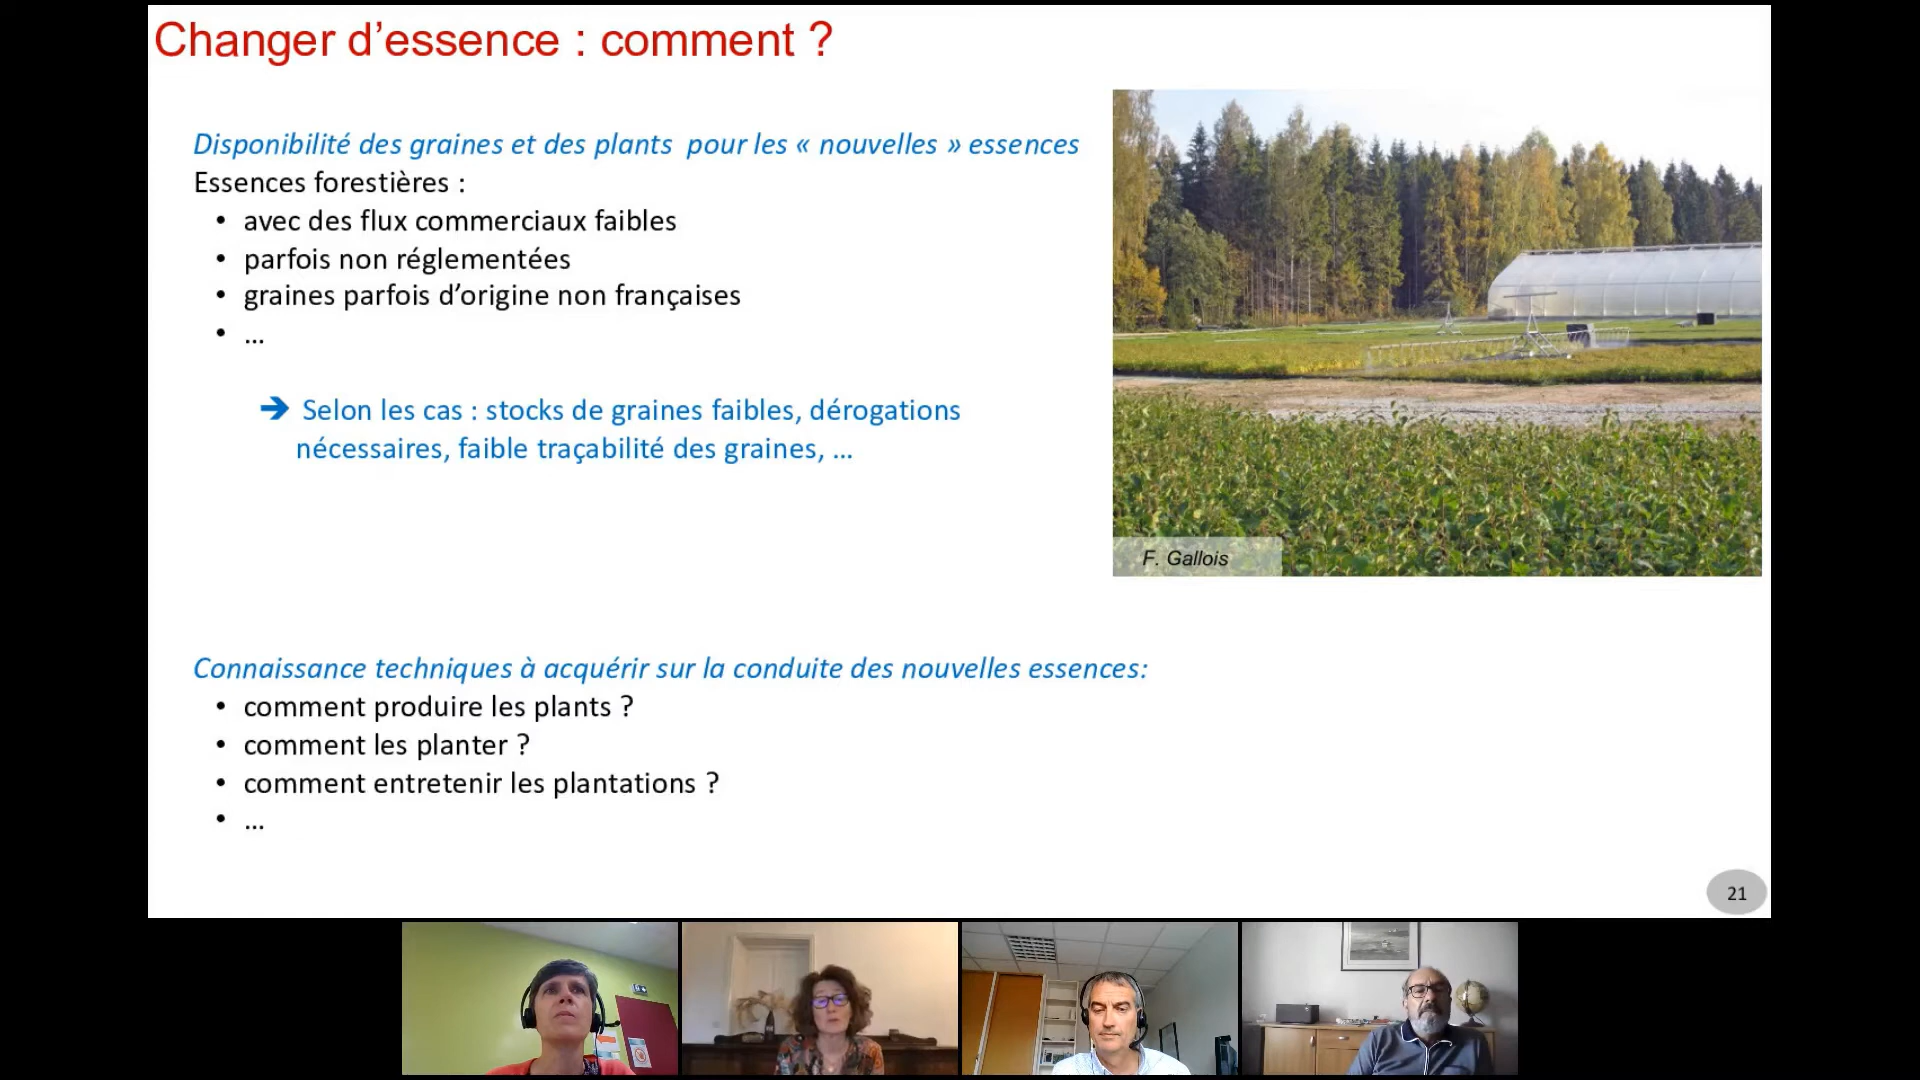 Changer d’essence : comment ?
Disponibilité des graines et des plants pour les « nouvelles » essences
Essences forestières :
• avec des flux commerciaux faibles
• parfois non réglementées
• graines parfois d’origine non françaises
• ...
➔ Selon les cas : stocks de graines faibles, dérogations
nécessaires, faible traçabilité des graines, ...
F. Gallois
Connaissance techniques à acquérir sur la conduite des nouvelles essences:
• comment produire les plants ?
• comment les planter ?
• comment entretenir les plantations ?
• ...
21